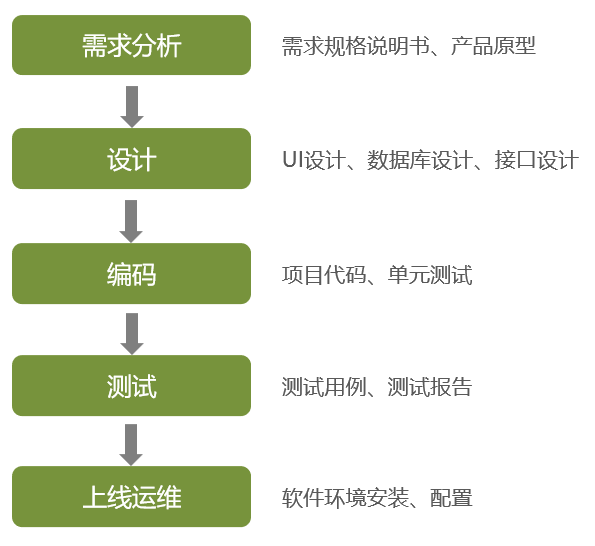 需求分析
需求规格说明书、产品原型
设计
UI设计、数据库设计、接口设计
编码
项目代码、单元测试
测试
测试用例、测试报告
上线运维
软件环境安装、配置